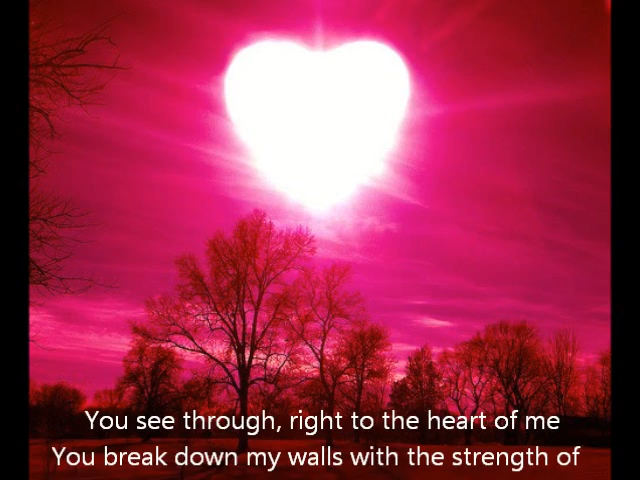 You see through, right to the heart of me
You break down my walls with the strength of